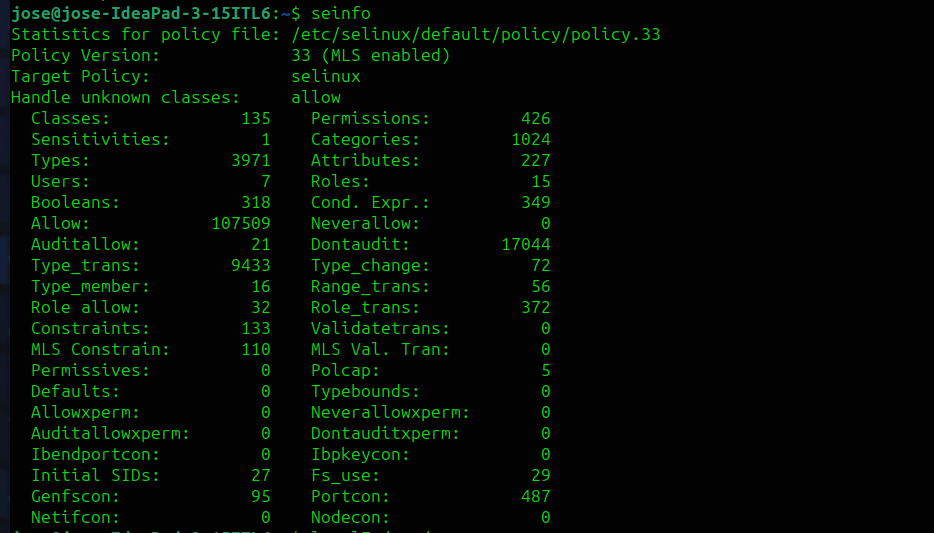 jose@jose-IdeaPad-3-15ITL6:~$ seinfo
Statistics for policy file: /etc/selinux/default/policy/policy.33
Policy Version:             33 (MLS enabled)
Target Policy:              selinux
Handle unknown classes:     allow
  Classes:             135    Permissions:         426
  Sensitivities:         1    Categories:         1024
  Types:              3971    Attributes:          227
  Users:                 7    Roles:                15
  Booleans:            318    Cond. Expr.:         349
  Allow:            107509    Neverallow:            0
  Auditallow:           21    Dontaudit:         17044
  Type_trans:         9433    Type_change:          72
  Type_member:          16    Range_trans:          56
  Role allow:           32    Role_trans:          372
  Constraints:         133    Validatetrans:         0
  MLS Constrain:       110    MLS Val. Tran:         0
  Permissives:           0    Polcap:                5
  Defaults:              0    Typebounds:            0
  Allowxperm:            0    Neverallowxperm:       0
  Auditallowxperm:       0    Dontauditxperm:        0
  Ibendportcon:          0    Ibpkeycon:             0
  Initial SIDs:         27    Fs_use:               29
  Genfscon:             95    Portcon:             487
  Netifcon:              0    Nodecon:               0